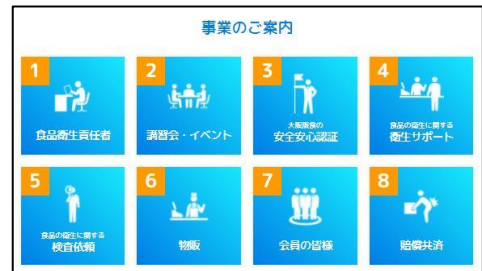 事業のご案内
1
食品衛生責任者
2
講習会・イベント
3
大阪版食の
安全安心認証
4
食品の衛生に関する
衛生サポート
5
食品の衛生に関する
検査依頼
6
物販
7
会員の皆様
8
賠償共済